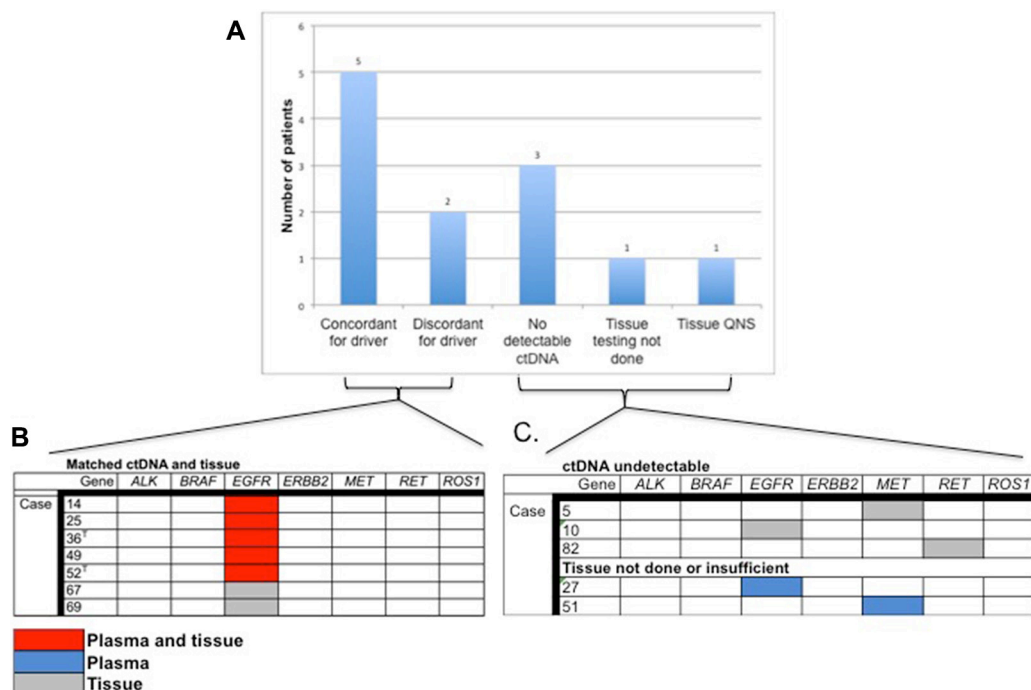 A
6
5
4
3
2
1
0
Number of patients
5
2
3
1
1
Concordant for driver
Discordant for driver
No detectable ctDNA
Tissue testing not done
Tissue QNS
B
Matched ctDNA and tissue
Gene ALK BRAF EGFR ERBB2 MET RET ROS1
Case 14
25
36T
49
52T
67
69
C.
ctDNA undetectable
Gene ALK BRAF EGFR ERBB2 MET RET ROS1
Case 5
10
82
Tissue not done or insufficient
27
51
Plasma and tissue
Plasma
Tissue